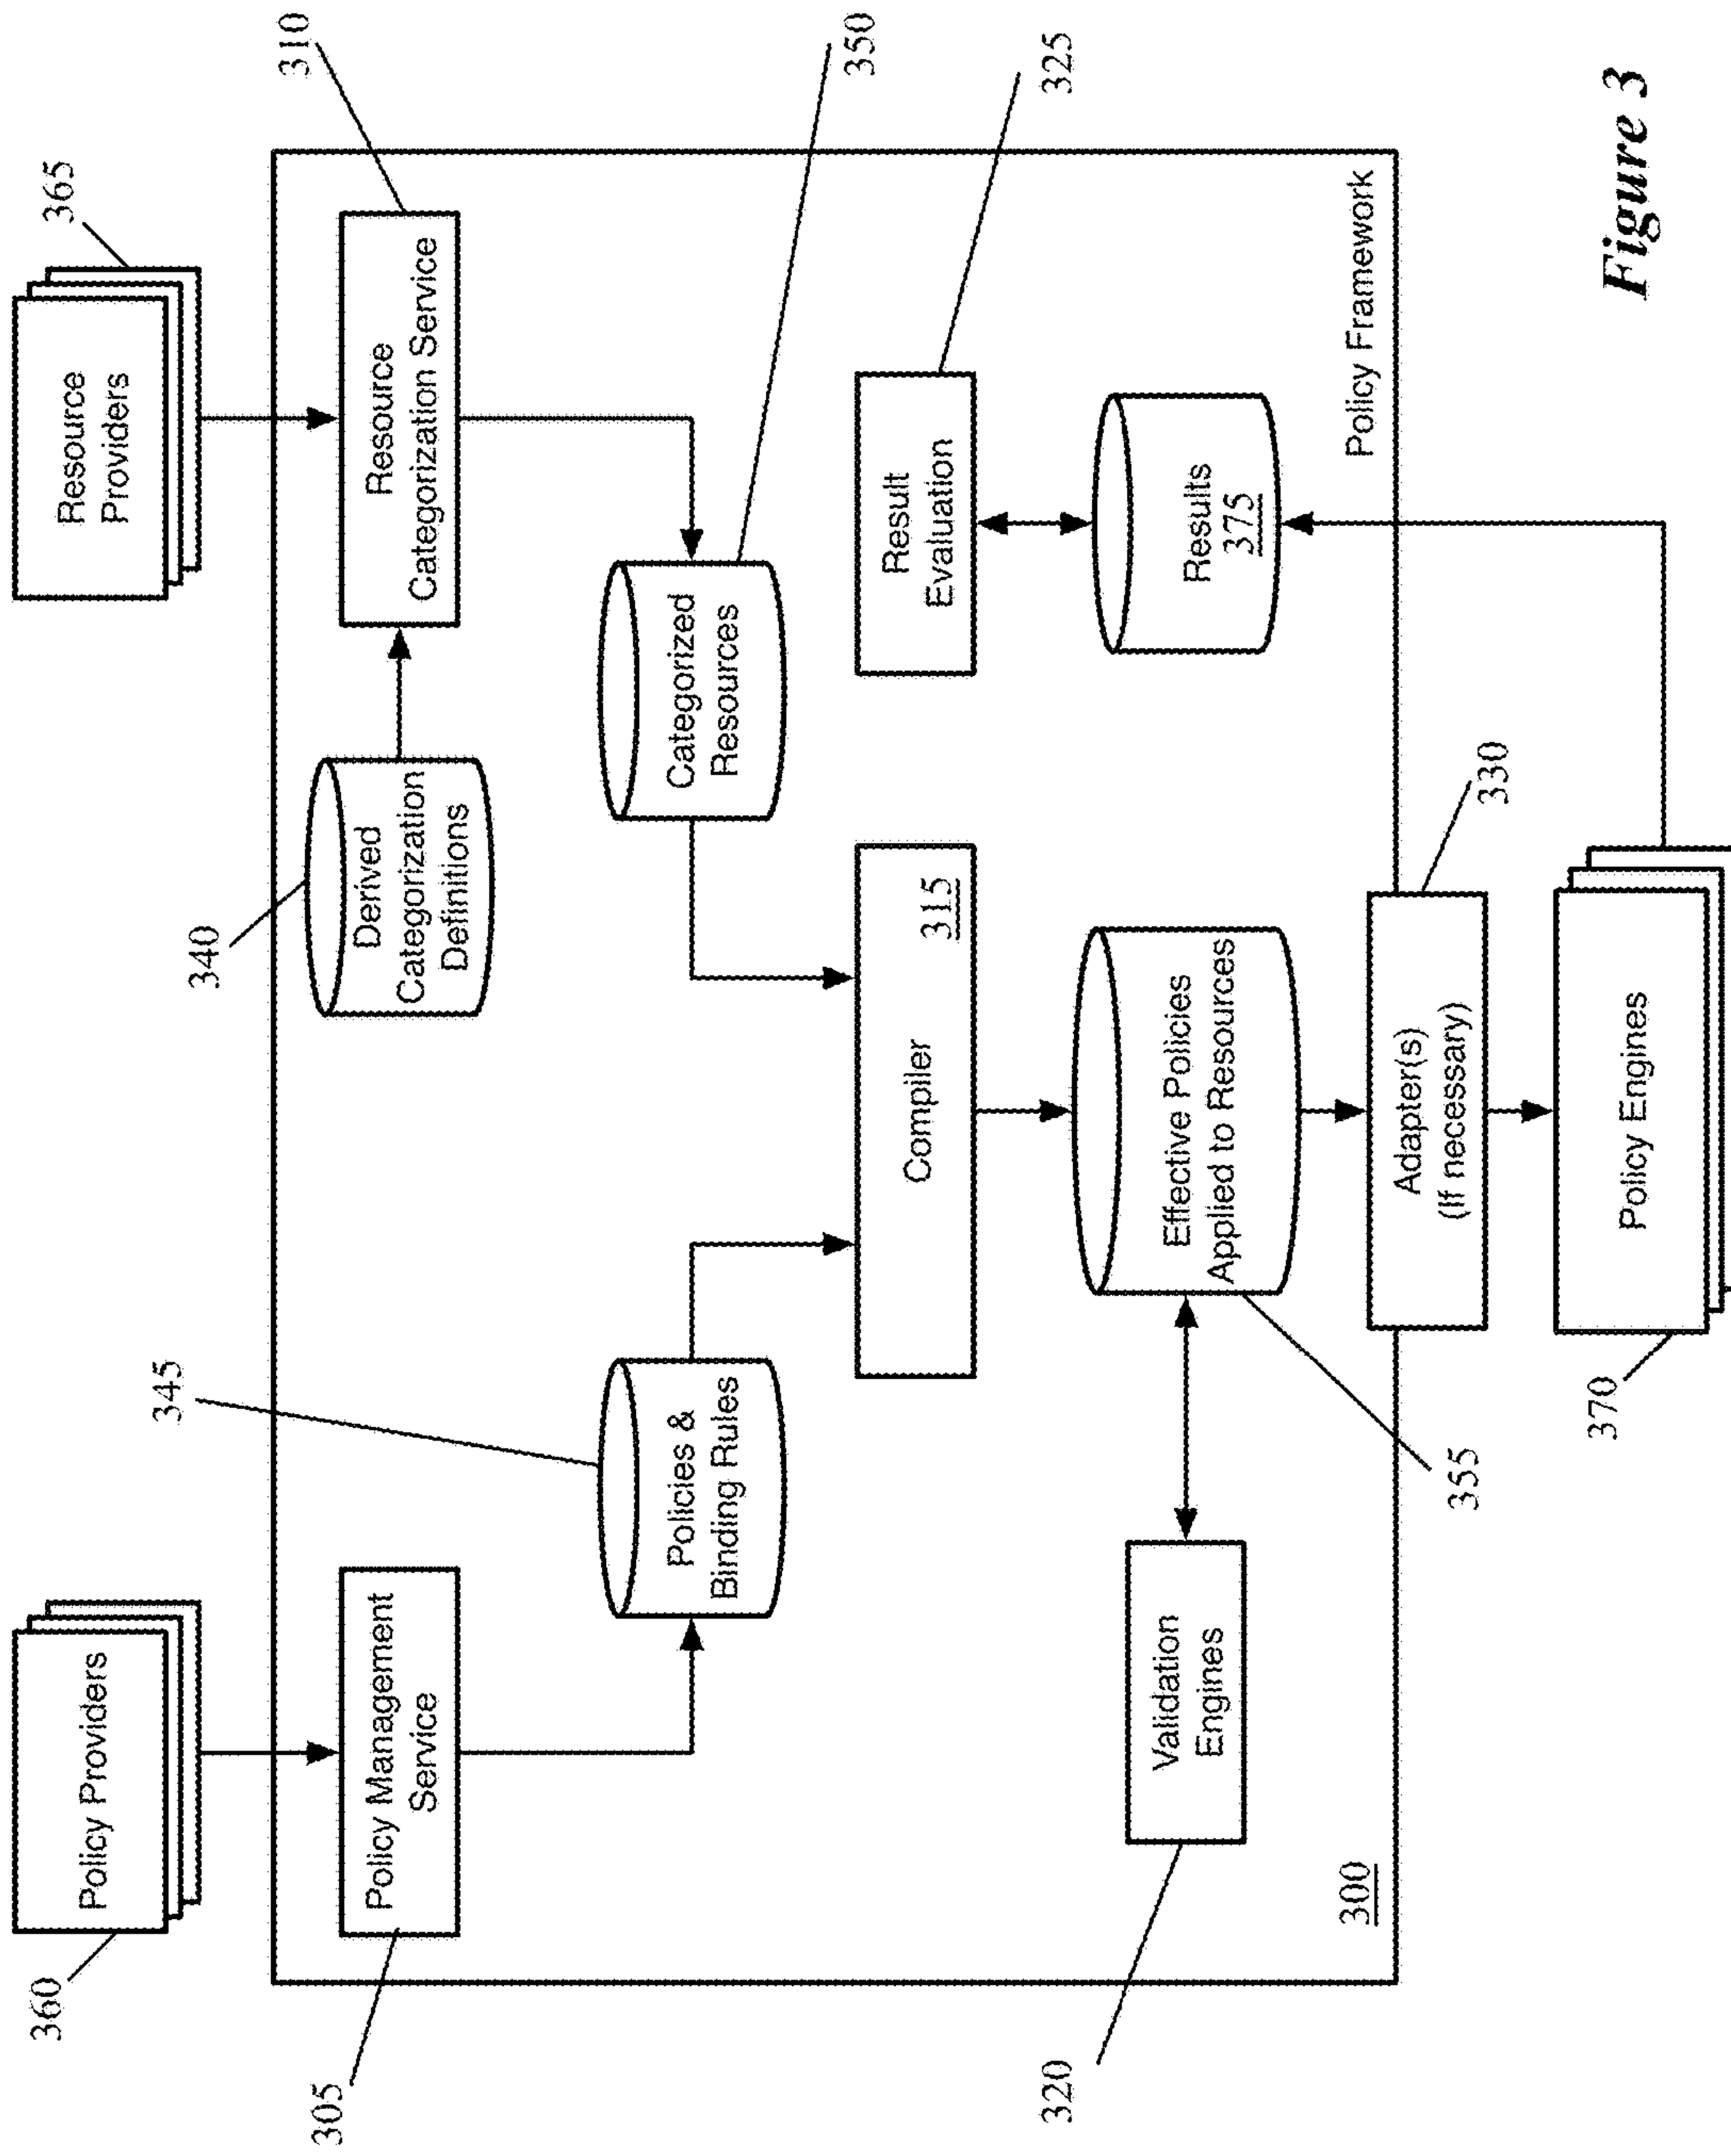 360
Policy Providers
Resource
Providers
365
305
Policy Management
Service
345
340
Derived
Categorization
Definitions
Resource
Categorization Service
310
Policies &
Binding Rules
Categorized
Resources
350
Compiler
315
Result
Evaluation
325
320
Validation
Engines
Effective Policies
Applied to Resources
355
Results
375
300
Policy Framework
Adapter(s)
(If necessary)
330
370
Policy Engines
Figure 3